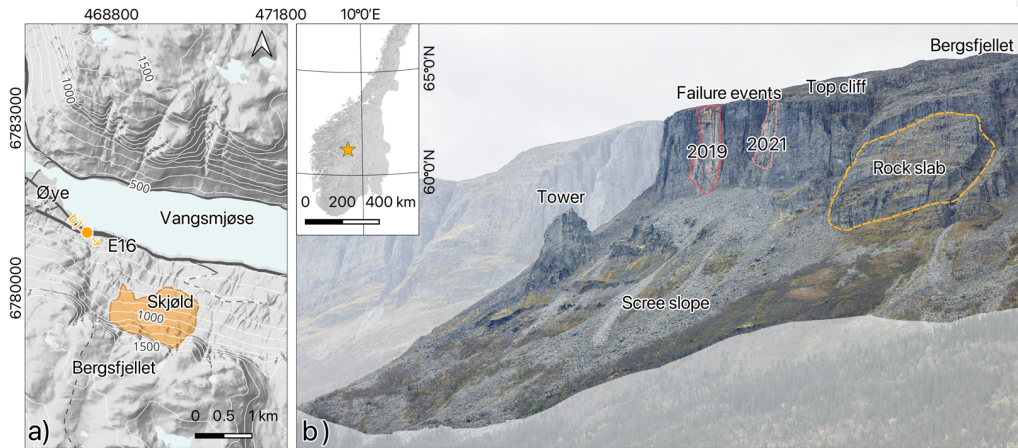 468800
471800
6783000
6780000
1500
1000
500
Øye
Vangsmjøse
b)
E16
Skjøld
1000
1500
Bergsfjellet
0 0.5 1 km
a)
10°0'E
65°0'N
60°0'N
0 200 400 km
b)
Bergsfjellet
Top cliff
Failure events
2019
2021
Rock slab
Tower
Scree slope